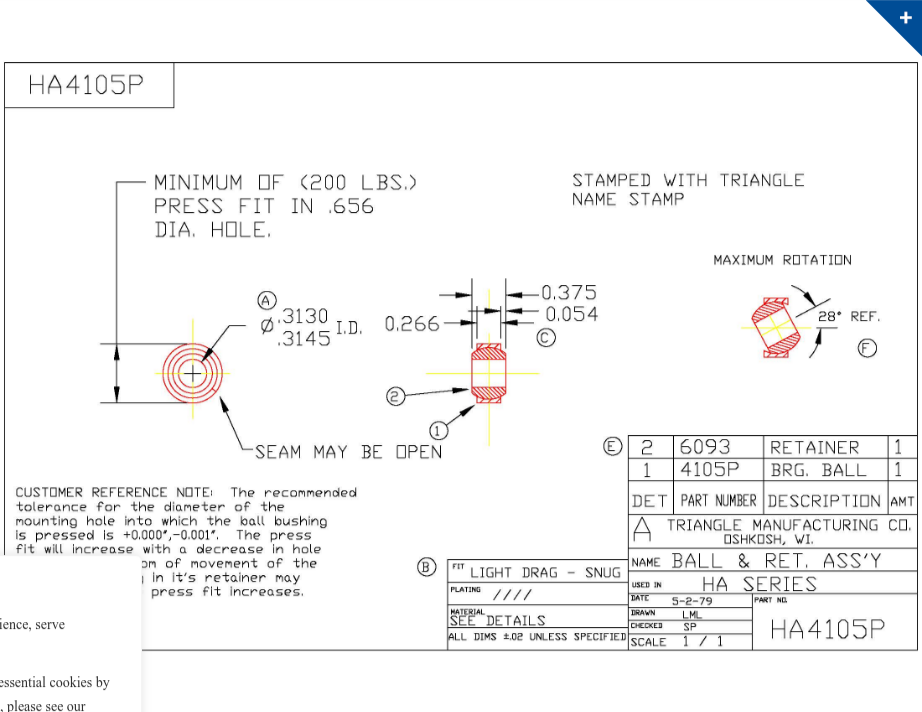 HA4105P
MINIMUM OF (200 LBS.)
PRESS FIT IN .656
DIA. HOLE.
STAMPED WITH TRIANGLE
NAME STAMP
MAXIMUM ROTATION
28° REF.
F
A
Ø.3130
.3145 I.D.
0.375
0.054
0.266
C
2
1
SEAM MAY BE OPEN
CUSTOMER REFERENCE NOTE: The recommended
tolerance for the diameter of the
mounting hole into which the ball bushing
is pressed is +0.000",-0.001". The press
fit will increase with a decrease in hole
om of movement of the
in it's retainer may
press fit increases.
ience, serve
essential cookies by
, please see our
E
2 6093 RETAINER 1
1 4105P BRG. BALL 1
DET PART NUMBER DESCRIPTION AMT
A TRIANGLE MANUFACTURING CO.
OSHKOSH, WI.
NAME BALL & RET. ASS'Y
USED IN HA SERIES
DATE 5-2-79
DRAWN LML
CHECKED SP
SCALE 1 / 1
PART NO.
HA4105P
B
FIT LIGHT DRAG - SNUG
PLATING ////
MATERIAL
SEE DETAILS
ALL DIMS ±.02 UNLESS SPECIFIED